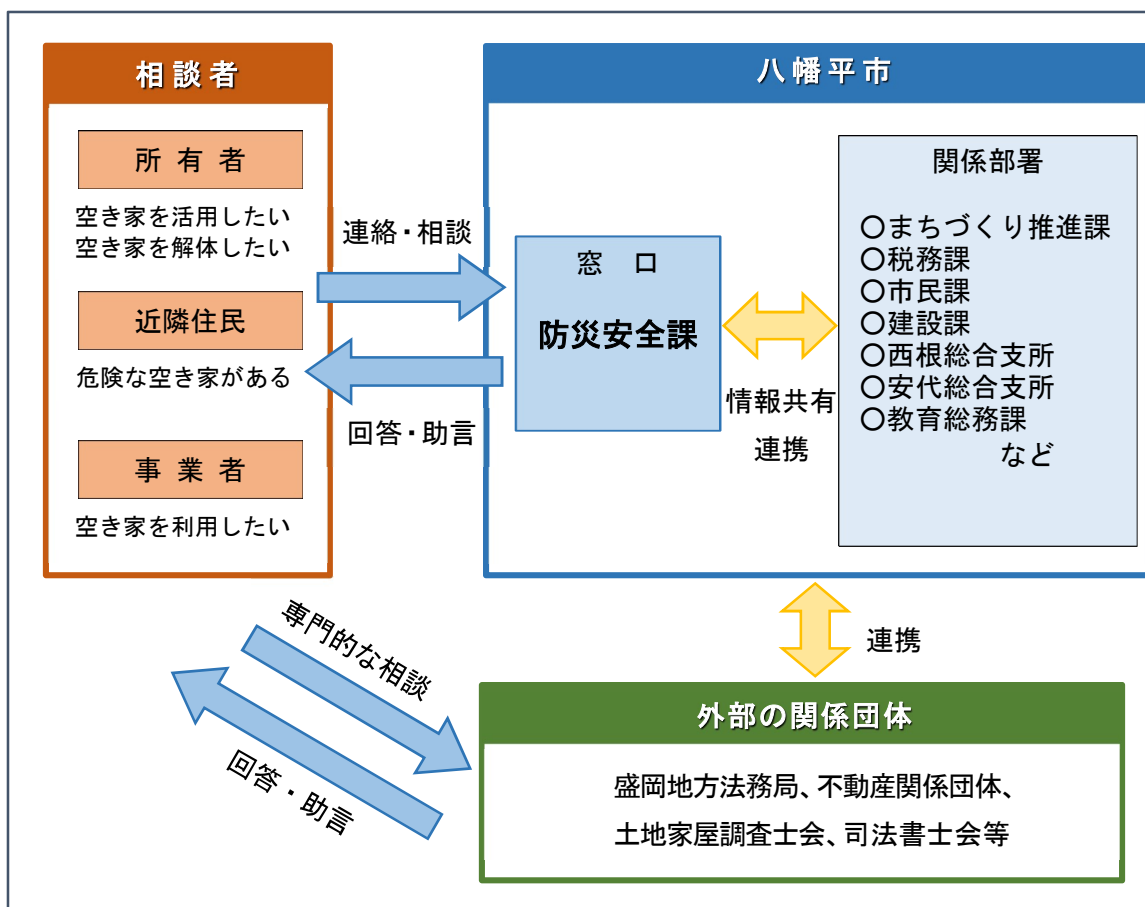 相談者
所有者
空き家を活用したい
空き家を解体したい
近隣住民
危険な空き家がある
事業者
空き家を利用したい
連絡・相談
回答・助言
八幡平市
窓　口
防災安全課
情報共有
連携
関係部署
〇まちづくり推進課
〇税務課
〇市民課
〇建設課
〇西根総合支所
〇安代総合支所
〇教育総務課
など
専門的な相談
回答・助言
連携
外部の関係団体
盛岡地方法務局、不動産関係団体、
土地家屋調査士会、司法書士会等